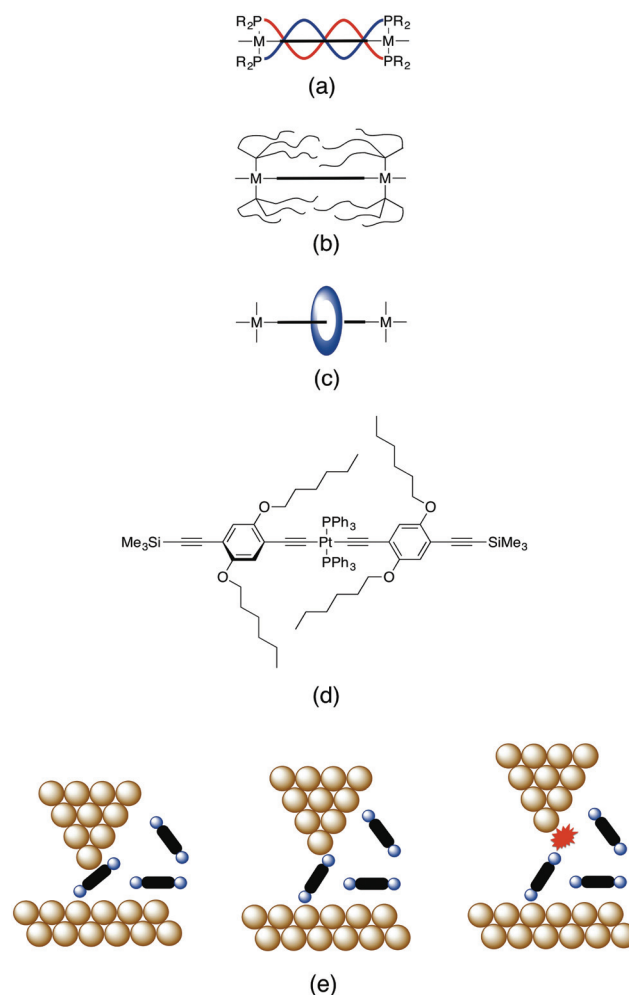 R₂P PR₂
M M
R₂P PR₂
(a)
M M
(b)
M M
(c)
O O
PPh₃
Me₃Si Pt SiMe₃
PPh₃
O O
(d)
(e)